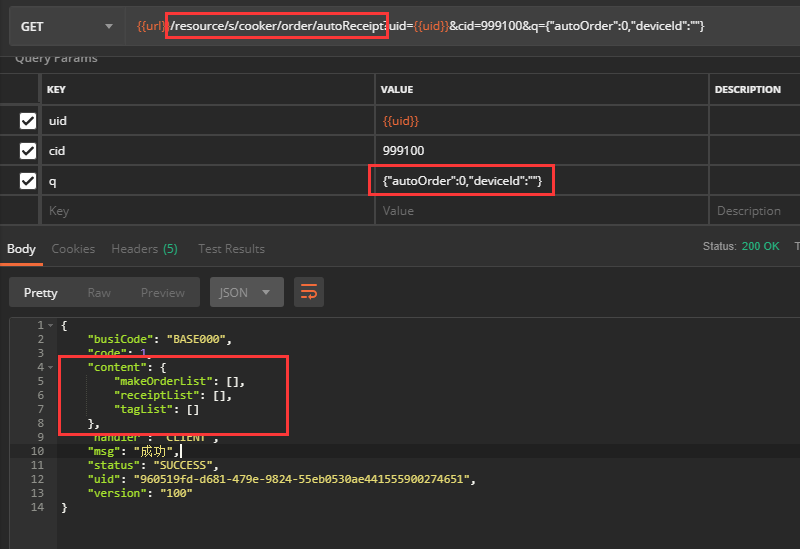 GET {{url}}/resource/s/cooker/order/autoReceipt?uid={{uid}}&cid=999100&q={"autoOrder":0,"deviceId":""}
Query Params
KEY VALUE DESCRIPTION
uid {{uid}}
cid 999100
q {"autoOrder":0,"deviceId":""}
Key Value Description
Body Cookies Headers (5) Test Results Status: 200 OK T
Pretty Raw Preview JSON
1 {
2 "busiCode": "BASE000",
3 "code": 1,
4 "content": {
5 "makeOrderList": [],
6 "receiptList": [],
7 "tagList": []
8 },
9 "handler": "CLIENT",
10 "msg": "成功",
11 "status": "SUCCESS",
12 "uid": "960519fd-d681-479e-9824-55eb0530ae441555900274651",
13 "version": "100"
14 }